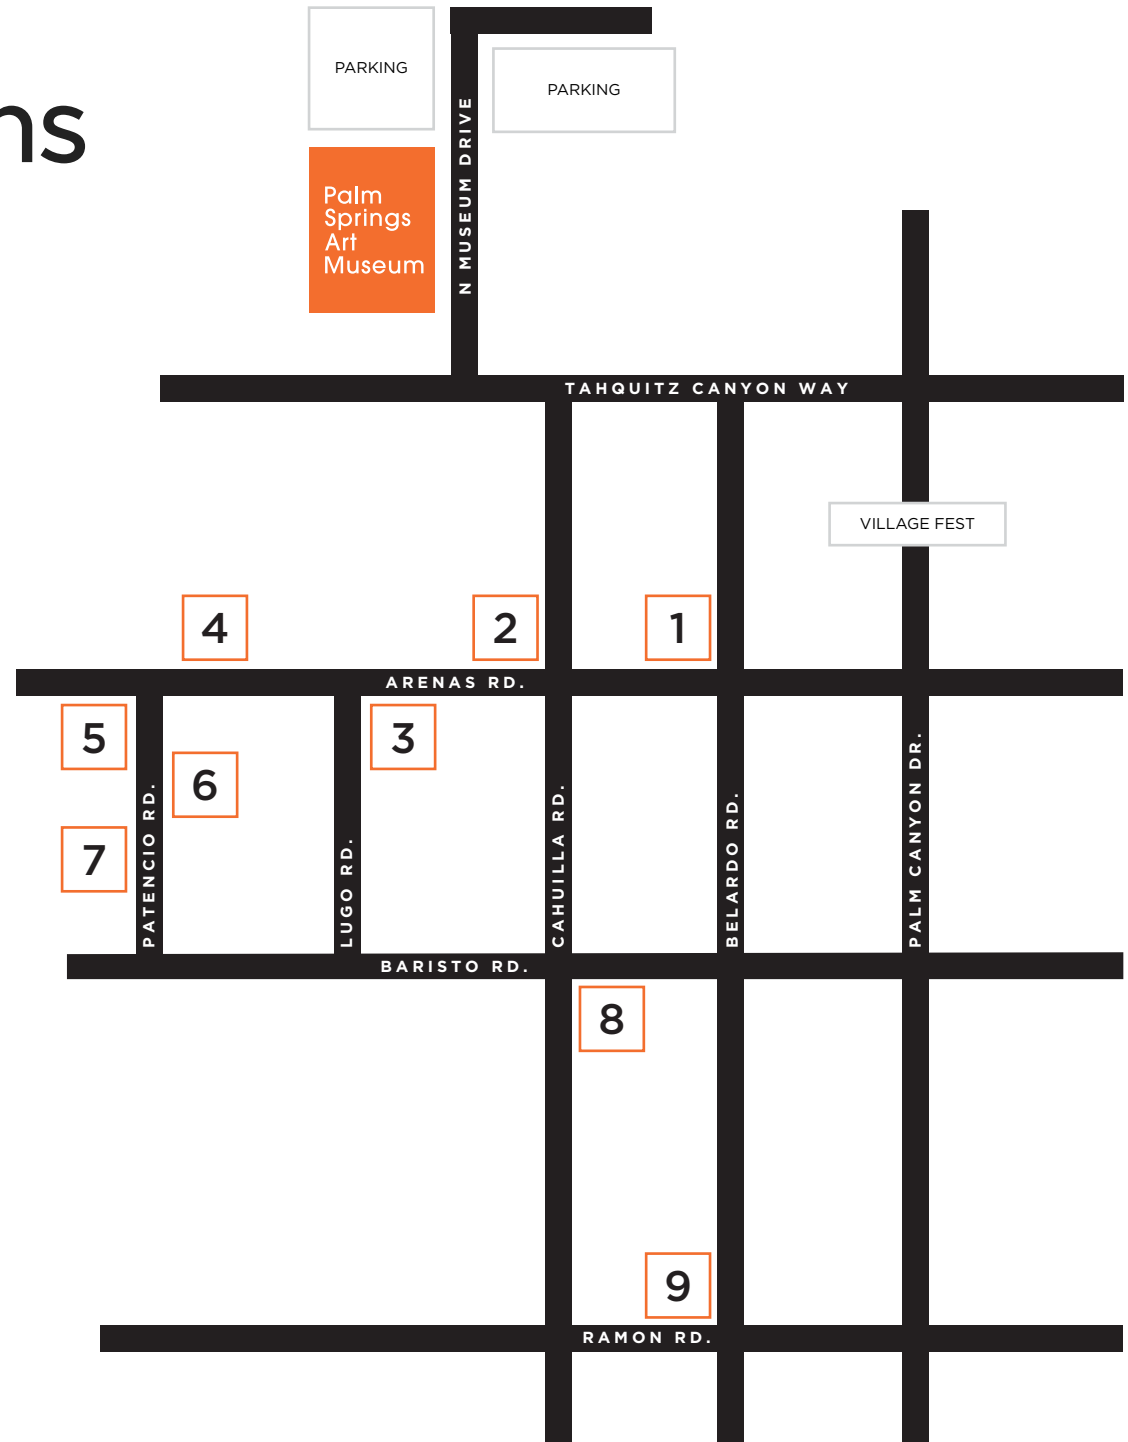 PARKING
PARKING
ns
N MUSEUM DRIVE
Palm
Springs
Art
Museum
TAHQUITZ CANYON WAY
VILLAGE FEST
4
2
1
ARENAS RD.
5
3
6
7
PATENCIO RD.
LUGO RD.
CAHUILLA RD.
BELARDO RD.
PALM CANYON DR.
BARISTO RD.
8
9
RAMON RD.